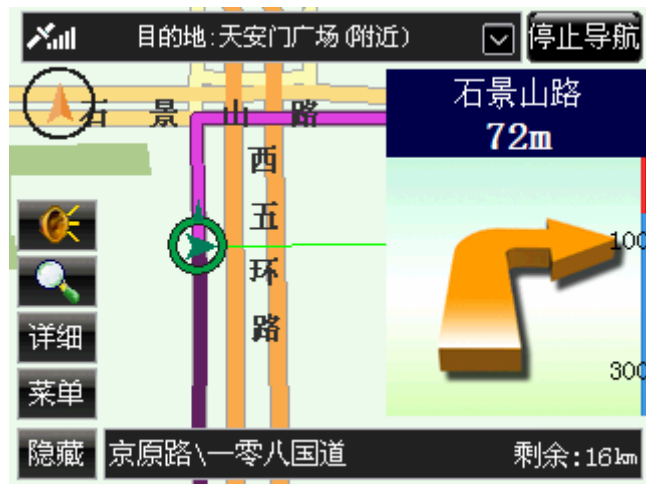 目的地:天安门广场(附近)
停止导航
石景山路
72m
石景山路
西五环路
100
300
详细
菜单
隐藏
京原路\一零八国道
剩余:16km